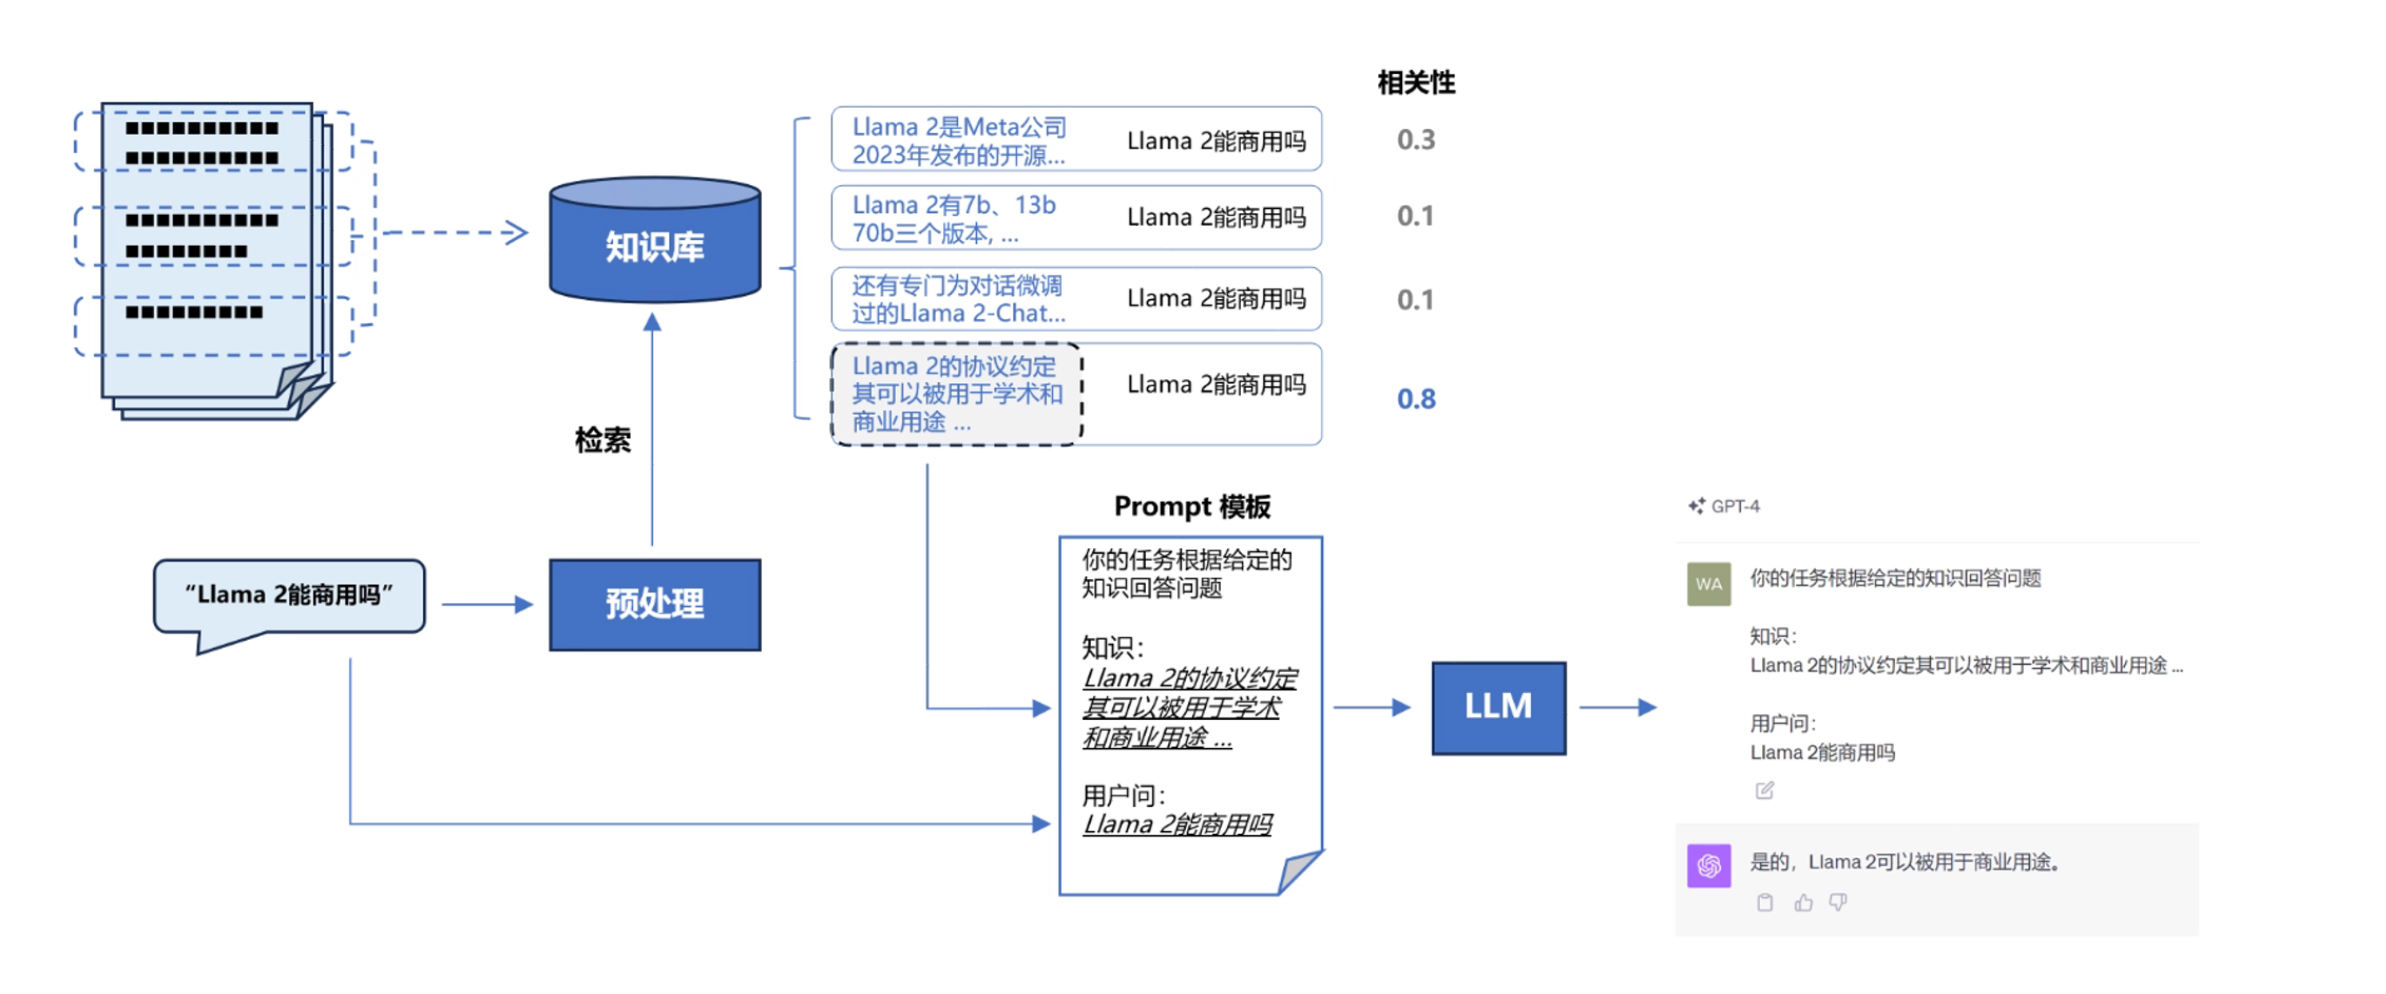 相关性
Llama 2是Meta公司
2023年发布的开源...
Llama 2能商用吗
0.3
Llama 2有7b、13b
70b三个版本, ...
Llama 2能商用吗
0.1
还有专门为对话微调
过的Llama 2-Chat...
Llama 2能商用吗
0.1
Llama 2的协议约定
其可以被用于学术和
商业用途 ...
Llama 2能商用吗
0.8
知识库
检索
“Llama 2能商用吗”
预处理
Prompt 模板
你的任务根据给定的
知识回答问题
知识：
Llama 2的协议约定
其可以被用于学术
和商业用途 ...
用户问：
Llama 2能商用吗
LLM
GPT-4
WA
你的任务根据给定的知识回答问题
知识：
Llama 2的协议约定其可以被用于学术和商业用途 ...
用户问：
Llama 2能商用吗
是的，Llama 2可以被用于商业用途。